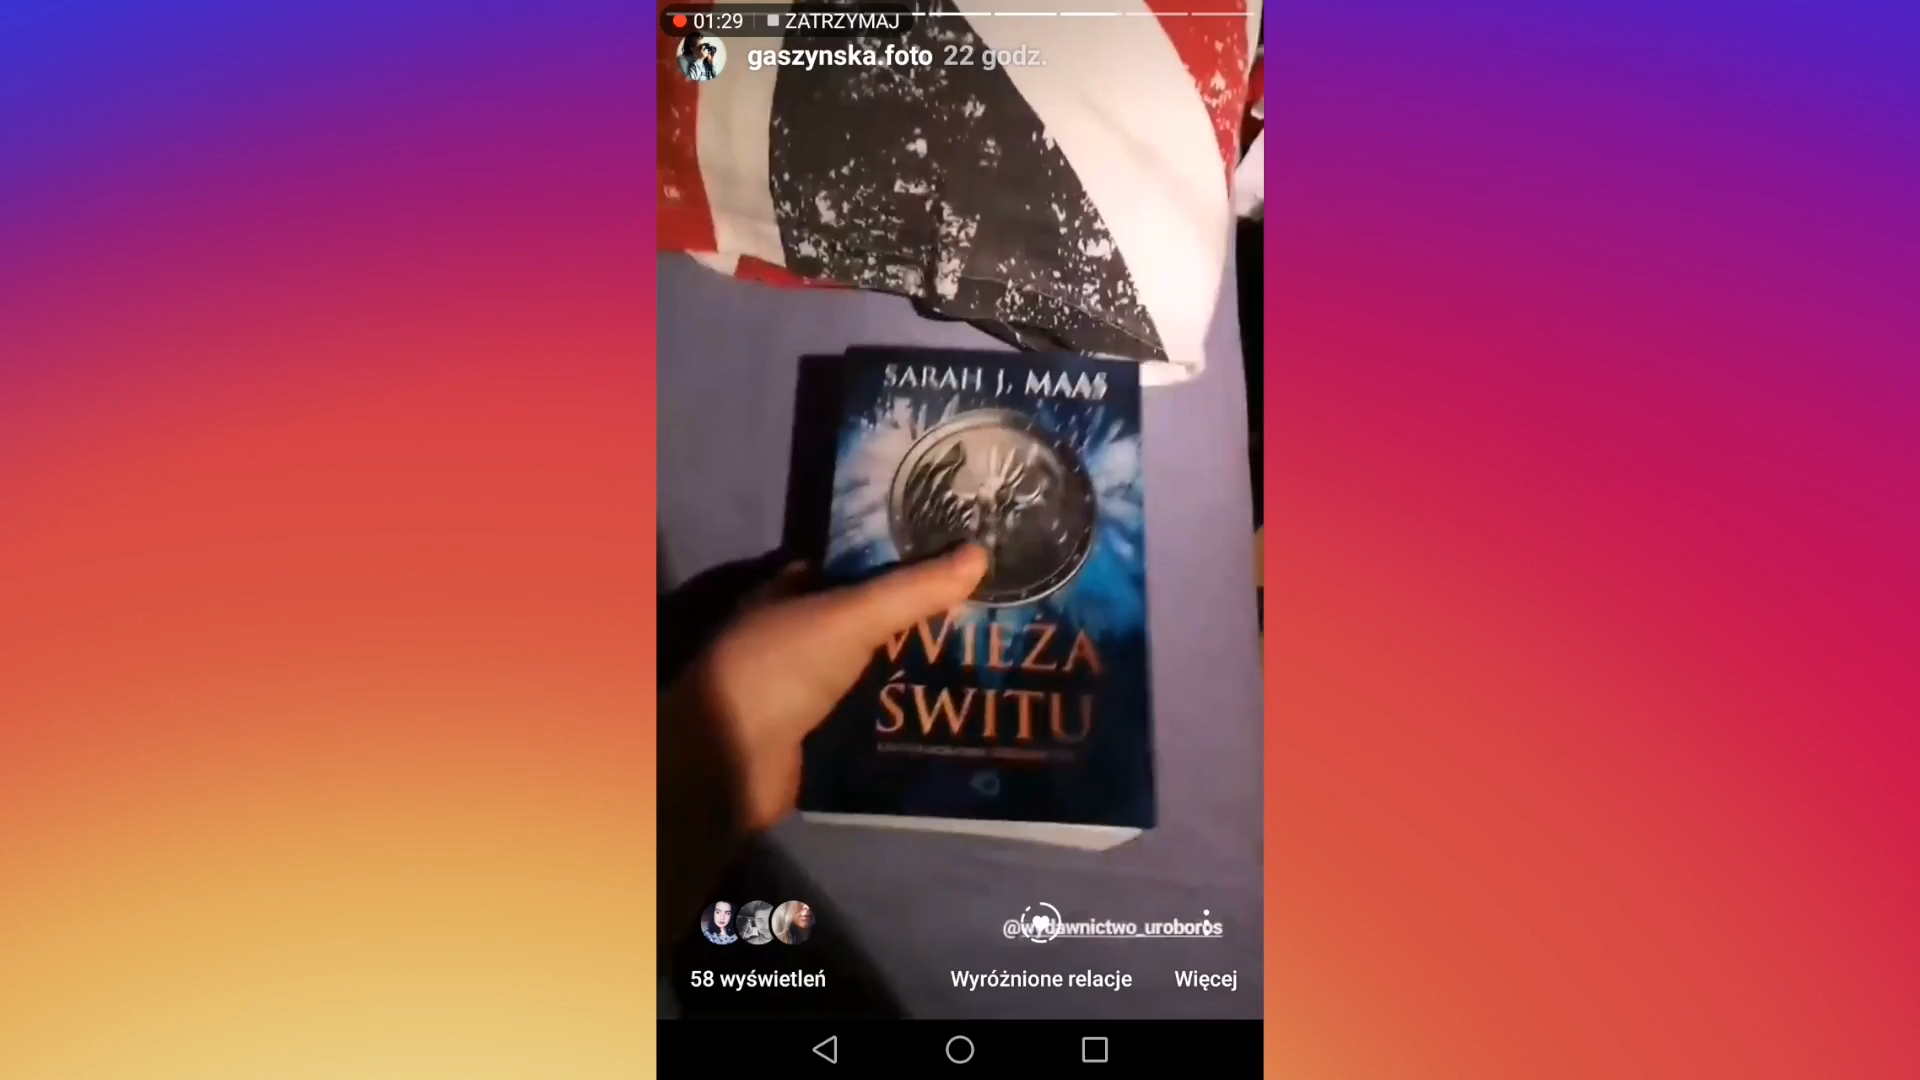 01:29 ZATRZYMAJ
gaszynska.foto 22 godz.
SARAH J. MAAS
WIEŻA
ŚWITU
@wydawnictwo_uroboros
58 wyświetleń
Wyróżnione relacje
Więcej